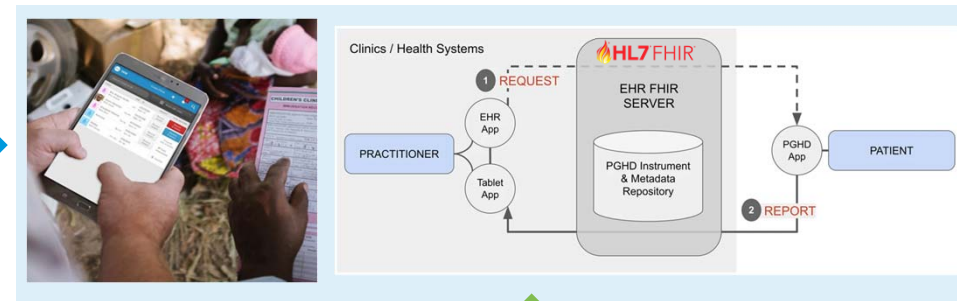 CHILDREN'S CLINI
Clinics / Health Systems
HL7 FHIR
1 REQUEST
EHR FHIR
SERVER
EHR
App
PRACTITIONER
PGHD Instrument
& Metadata
Repository
PGHD
App
PATIENT
Tablet
App
2 REPORT